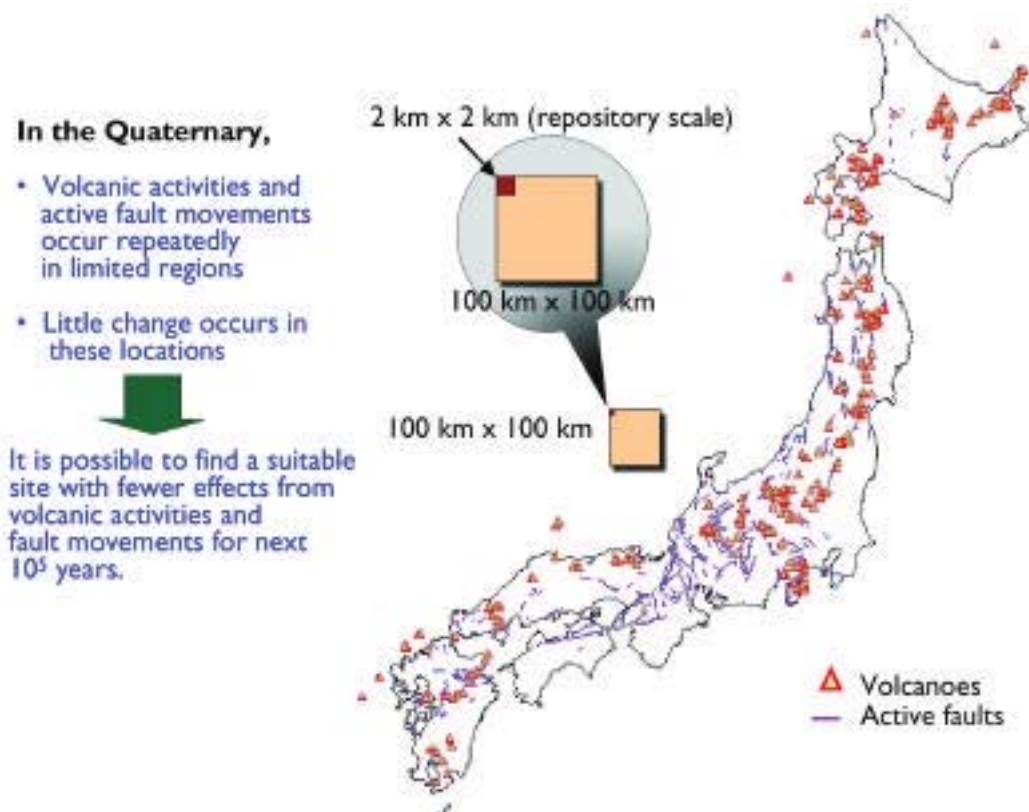 In the Quaternary,
• Volcanic activities and
active fault movements
occur repeatedly
in limited regions
• Little change occurs in
these locations
It is possible to find a suitable
site with fewer effects from
volcanic activities and
fault movements for next
10⁵ years.
2 km x 2 km (repository scale)
100 km x 100 km
100 km x 100 km
Volcanoes
Active faults